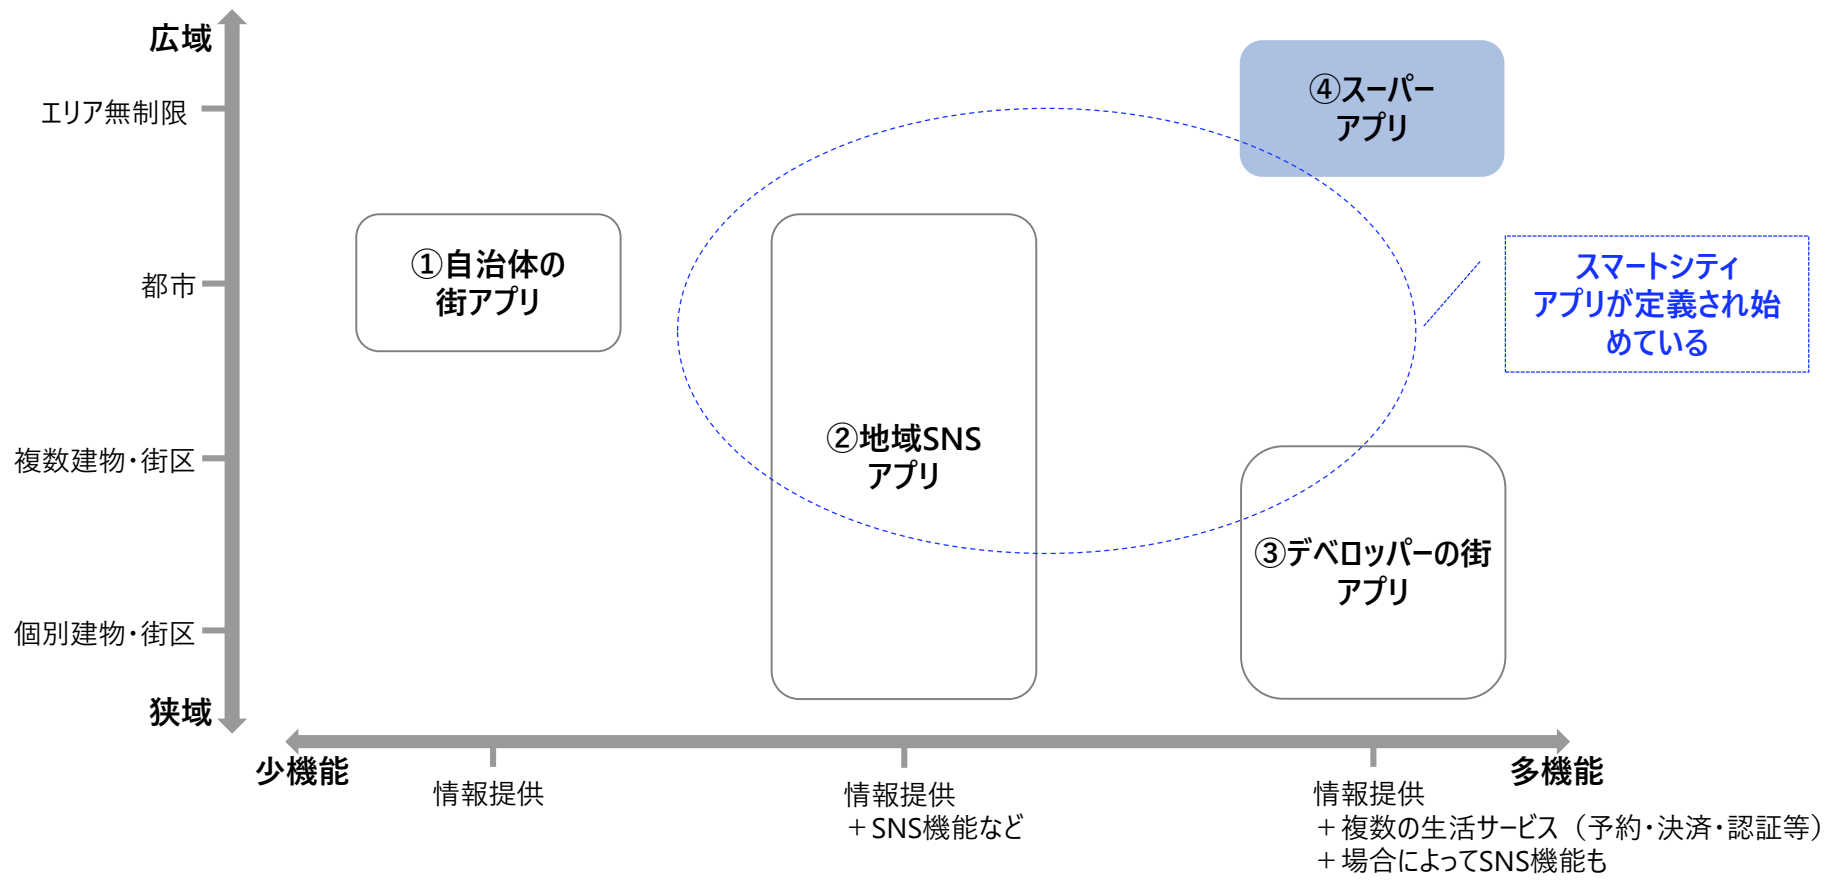 広域
エリア無制限
都市
複数建物・街区
個別建物・街区
狭域
④スーパー
アプリ
①自治体の
街アプリ
②地域SNS
アプリ
③デベロッパーの街
アプリ
スマートシティ
アプリが定義され始
めている
少機能
多機能
情報提供
情報提供
＋SNS機能など
情報提供
＋複数の生活サービス（予約・決済・認証等）
＋場合によってSNS機能も